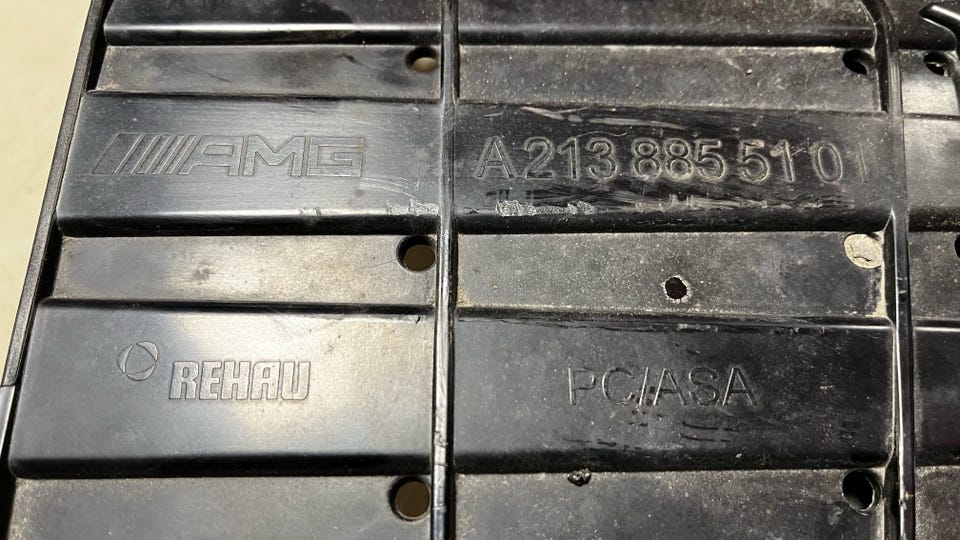 AMG
A 213 885 51 01
REHAU
PC/ASA